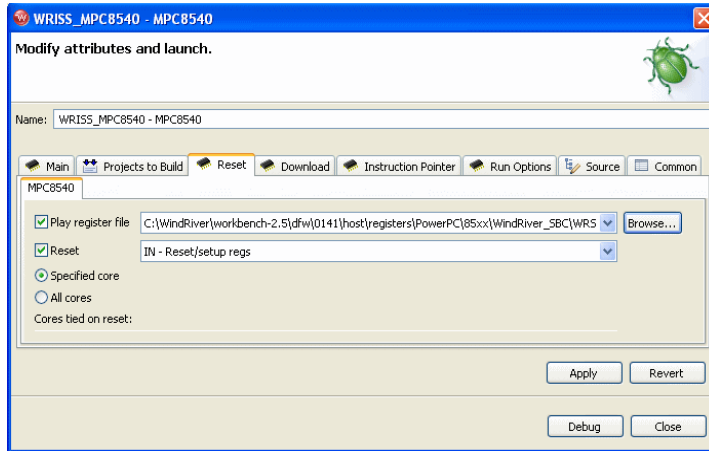 WRISS_MPC8540 - MPC8540
Modify attributes and launch.
Name: WRISS_MPC8540 - MPC8540
Main Projects to Build Reset Download Instruction Pointer Run Options Source Common
MPC8540
Play register file C:\WindRiver\workbench-2.5\dfw\0141\host\registers\PowerPC\85xx\WindRiver_SBC\WRS Browse...
Reset IN - Reset/setup regs
Specified core
All cores
Cores tied on reset:
Apply Revert
Debug Close